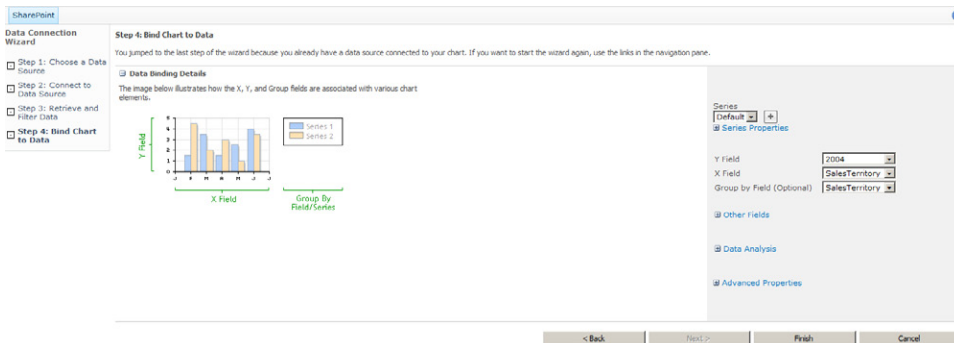 SharePoint
Data Connection
Wizard
Step 1: Choose a Data
Source
Step 2: Connect to
Data Source
Step 3: Retrieve and
Filter Data
Step 4: Bind Chart
to Data
Step 4: Bind Chart to Data
You jumped to the last step of the wizard because you already have a data source connected to your chart. If you want to start the wizard again, use the links in the navigation pane.
Data Binding Details
The image below illustrates how the X, Y, and Group fields are associated with various chart
elements.
Y Field
5
4
3
2
1
0
J F M A M J J
Series 1
Series 2
X Field
Group By
Field/Series
Series
Default
+
Series Properties
Y Field 2004
X Field SalesTerritory
Group by Field (Optional) SalesTerritory
Other Fields
Data Analysis
Advanced Properties
< Back Next > Finish Cancel